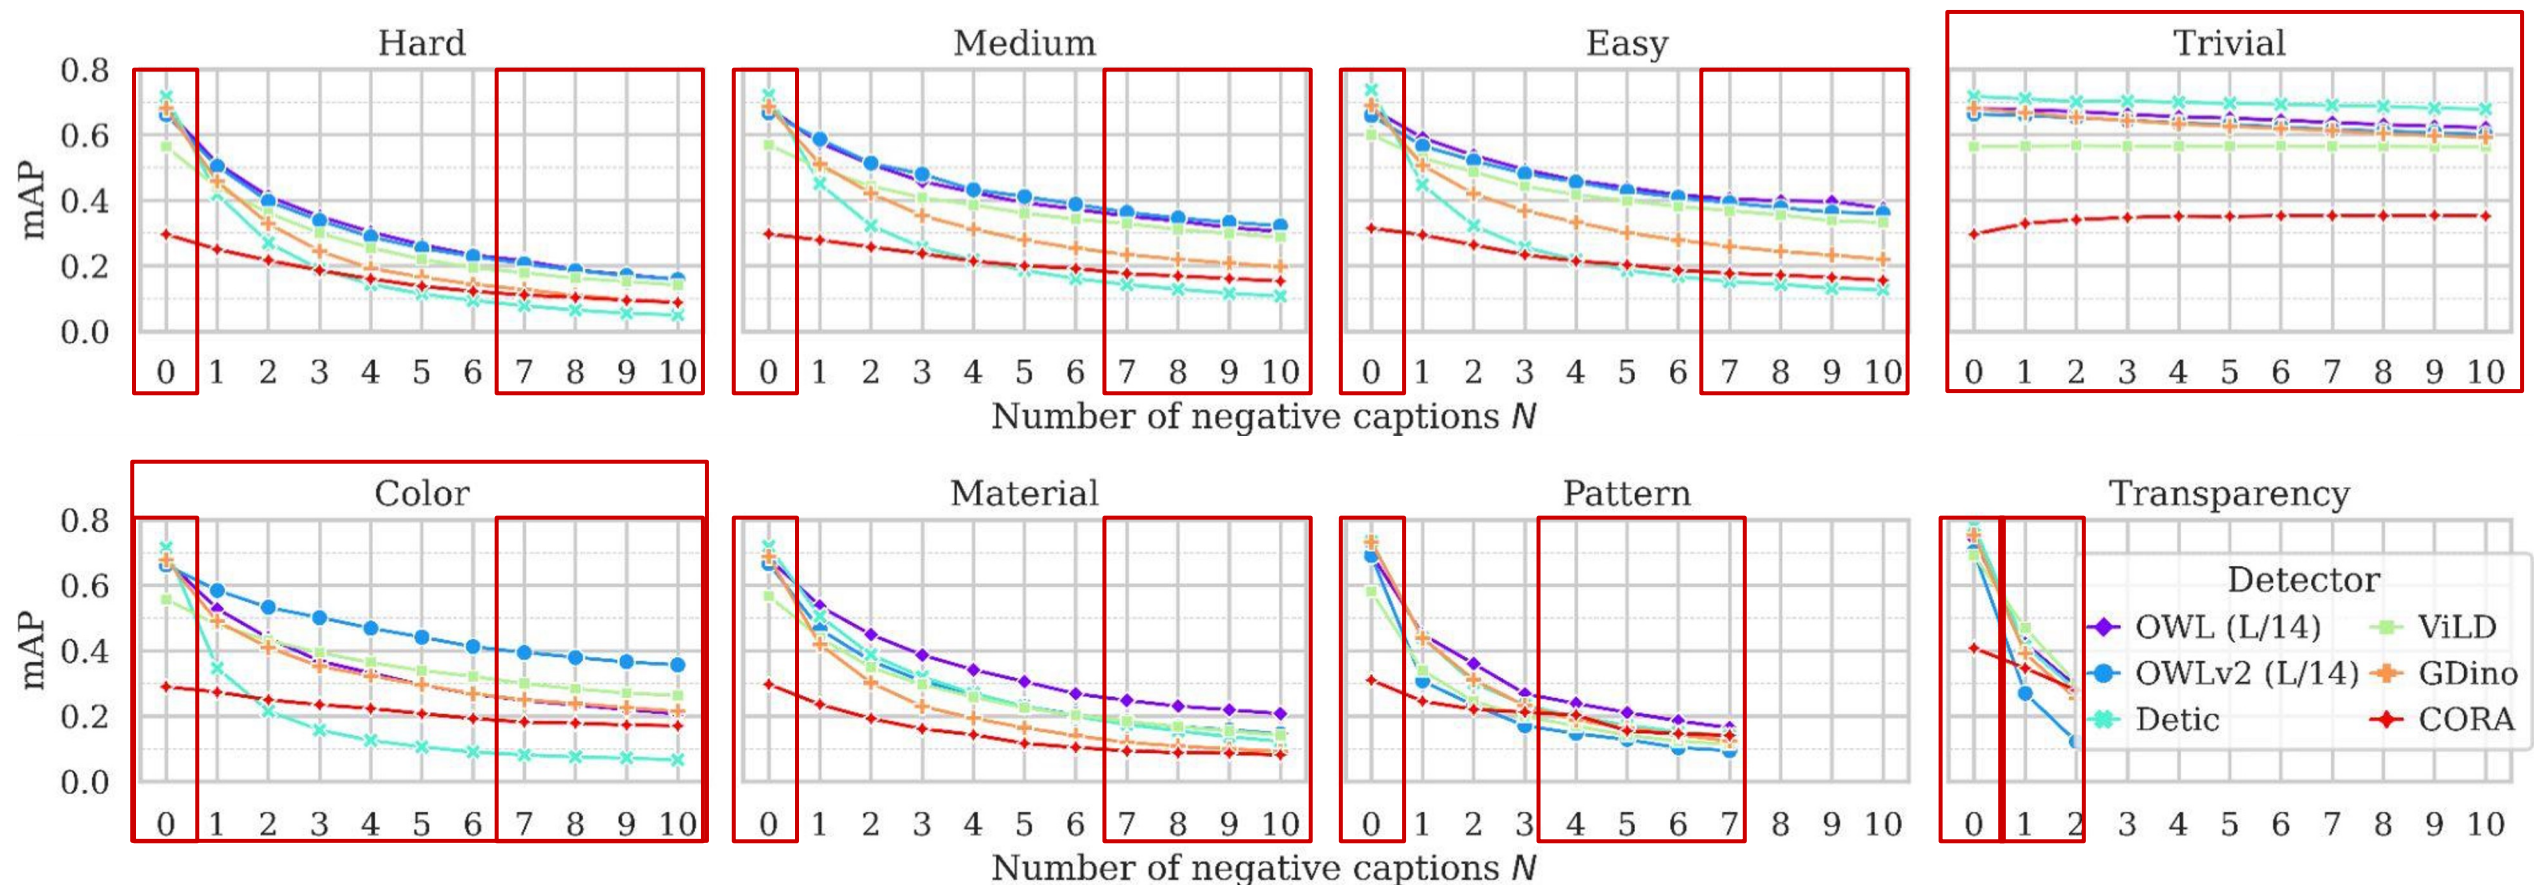 Hard Medium Easy Trivial
0.8
0.6
0.4
0.2
0.0
mAP
0 1 2 3 4 5 6 7 8 9 10 0 1 2 3 4 5 6 7 8 9 10 0 1 2 3 4 5 6 7 8 9 10 0 1 2 3 4 5 6 7 8 9 10
Number of negative captions N
Color Material Pattern Transparency
0.8
0.6
0.4
0.2
0.0
mAP
Detector
OWL (L/14) ViLD
OWLv2 (L/14) GDino
Detic CORA
0 1 2 3 4 5 6 7 8 9 10 0 1 2 3 4 5 6 7 8 9 10 0 1 2 3 4 5 6 7 8 9 10 0 1 2 3 4 5 6 7 8 9 10
Number of negative captions N